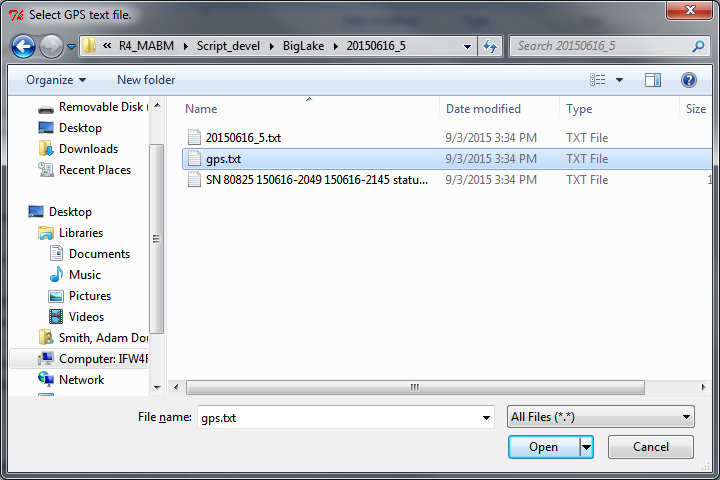 Select GPS text file.
« R4_MABM Script_devel BigLake 20150616_5 Search 20150616_5
Organize New folder
Name Date modified Type Size
Removable Disk (
Desktop
Downloads
Recent Places
Desktop
Libraries
Documents
Music
Pictures
Videos
Smith, Adam Dou
Computer: IFW4R
Network
20150616_5.txt 9/3/2015 3:34 PM TXT File
gps.txt 9/3/2015 3:34 PM TXT File
SN 80825 150616-2049 150616-2145 statu... 9/3/2015 3:34 PM TXT File 1
File name: gps.txt All Files (*.*)
Open Cancel